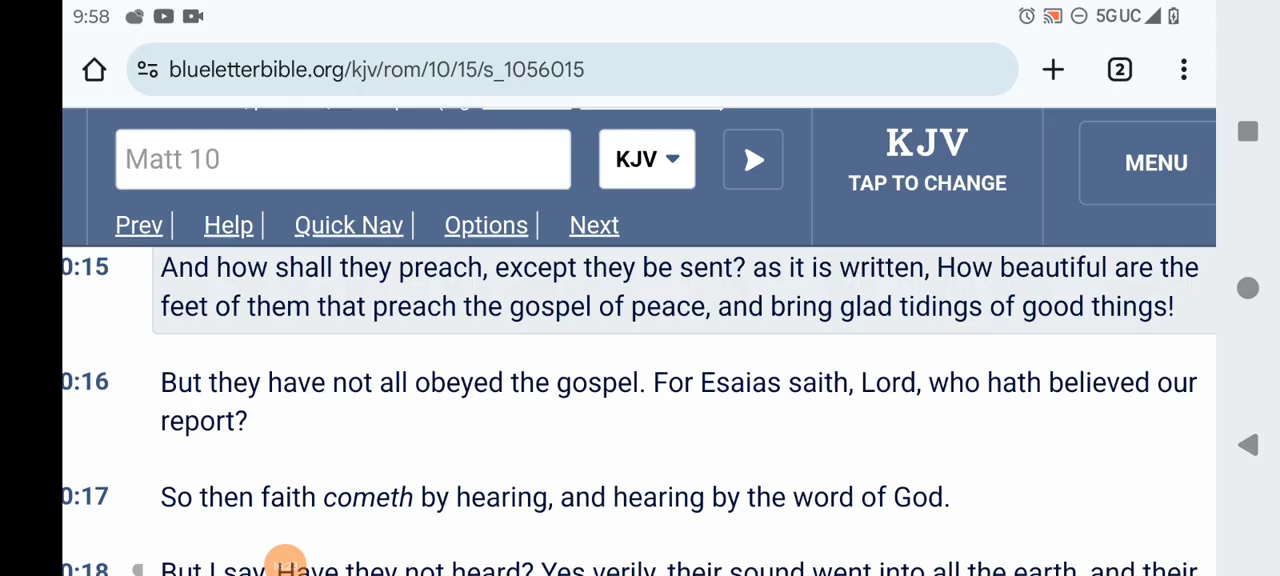 9:58 5G UC
blueletterbible.org/kjv/rom/10/15/s_1056015 2
Matt 10 KJV KJV MENU
TAP TO CHANGE
Prev | Help | Quick Nav | Options | Next
0:15 And how shall they preach, except they be sent? as it is written, How beautiful are the
feet of them that preach the gospel of peace, and bring glad tidings of good things!
0:16 But they have not all obeyed the gospel. For Esaias saith, Lord, who hath believed our
report?
0:17 So then faith cometh by hearing, and hearing by the word of God.
0:18 But I say, Have they not heard? Yes verily, their sound went into all the earth, and their